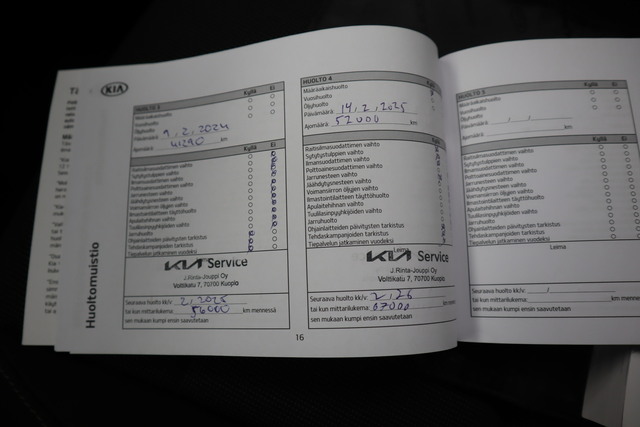 KIA
Huoltomuistio
HUOLTO 3
Kyllä Ei
Määräaikaishuolto
Vuosihuolto
Öljyhuolto
Päivämäärä 9,2,2024
Ajomäärä km
Raitisilmasuodattimen vaihto
Sytytystulppien vaihto
Ilmansuodattimen vaihto
Polttoainesuodattimen vaihto
Jarrunesteen vaihto
Jäähdytysnesteen vaihto
Voimansiirron öljyjen vaihto
Ilmastointilaitteen täyttöhuolto
Apulaitehihnan vaihto
Tuulilasinpyyhkijöiden vaihto
Jarruhuolto
Ohjainlaitteiden päivitysten tarkistus
Tehdaskampanjoiden tarkistus
Tiepalvelun jatkaminen vuodeksi
KIA Service
J.Rinta-Jouppi Oy
Volttikatu 7, 70700 Kuopio
Seuraava huolto kk/v: 2,2025
tai kun mittarilukema: 56000 km mennessä
sen mukaan kumpi ensin saavutetaan
16
HUOLTO 4
Kyllä
Määräaikaishuolto
Vuosihuolto
Öljyhuolto
Päivämäärä 14,2,2025
Ajomäärä 52000 km
Raitisilmasuodattimen vaihto
Sytytystulppien vaihto
Ilmansuodattimen vaihto
Polttoainesuodattimen vaihto
Jarrunesteen vaihto
Jäähdytysnesteen vaihto
Voimansiirron öljyjen vaihto
Ilmastointilaitteen täyttöhuolto
Apulaitehihnan vaihto
Tuulilasinpyyhkijöiden vaihto
Jarruhuolto
Ohjainlaitteiden päivitysten tarkistus
Tehdaskampanjoiden tarkistus
Tiepalvelun jatkaminen vuodeksi
Leima
KIA Service
J.Rinta-Jouppi Oy
Volttikatu 7, 70700 Kuopio
Seuraava huolto kk/v: 2,26
tai kun mittarilukema: 67000 km mennessä
sen mukaan kumpi ensin saavutetaan
HUOLTO 5
Kyllä Ei
Määräaikaishuolto
Vuosihuolto
Öljyhuolto
Päivämäärä
Ajomäärä km
Raitisilmasuodattimen vaihto
Sytytystulppien vaihto
Ilmansuodattimen vaihto
Polttoainesuodattimen vaihto
Jarrunesteen vaihto
Jäähdytysnesteen vaihto
Voimansiirron öljyjen vaihto
Ilmastointilaitteen täyttöhuolto
Apulaitehihnan vaihto
Tuulilasinpyyhkijöiden vaihto
Jarruhuolto
Ohjainlaitteiden päivitysten tarkistus
Tehdaskampanjoiden tarkistus
Tiepalvelun jatkaminen vuodeksi
Leima
Seuraava huolto kk/v: /
tai kun mittarilukema: km mennessä
sen mukaan kumpi ensin saavutetaan